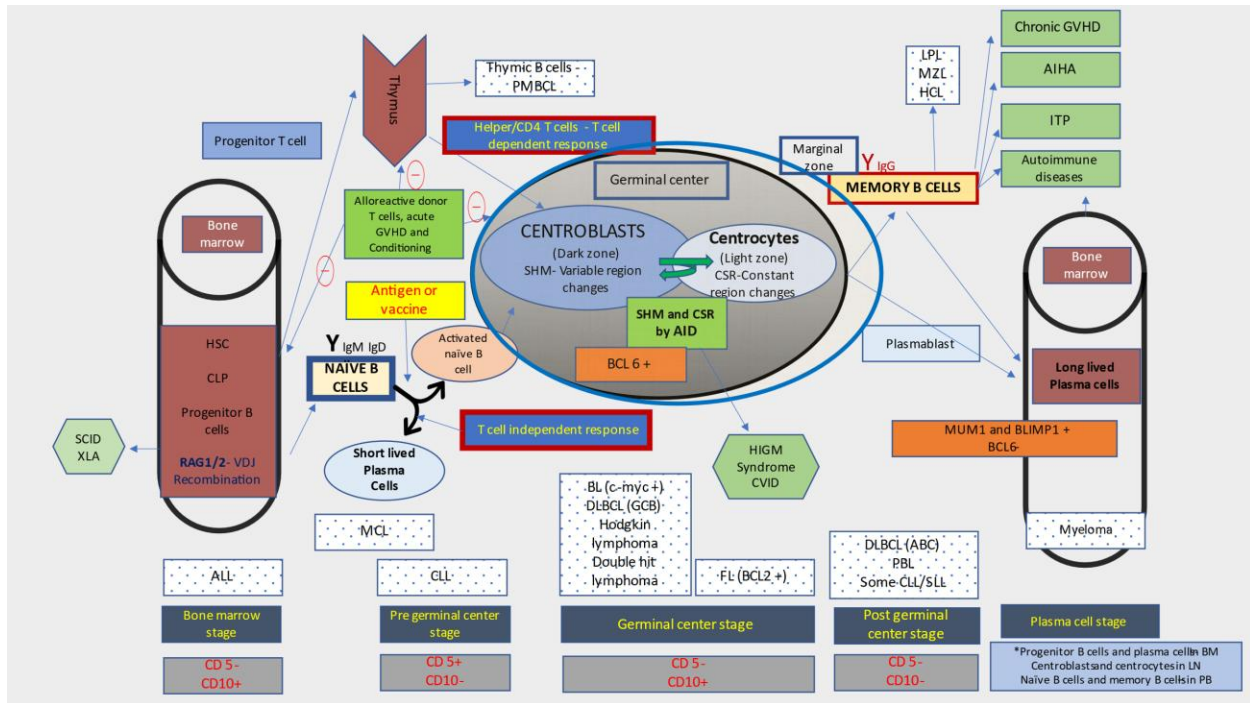 Chronic GVHD
AIHA
ITP
Autoimmune
diseases
LPL
MZL
HCL
Thymus
Thymic B cells -
PMBCL
Progenitor T cell
Helper/CD4 T cells - T cell
dependent response
Marginal
zone
Y IgG
MEMORY B CELLS
Germinal center
Bone
marrow
Alloreactive donor
T cells, acute
GVHD and
Conditioning
CENTROBLASTS
(Dark zone)
SHM- Variable region
changes
Centrocytes
(Light zone)
CSR-Constant
region changes
Bone
marrow
Antigen or
vaccine
SHM and CSR
by AID
BCL 6 +
HSC
CLP
Progenitor B
cells
RAG1/2- VDJ
Recombination
Y IgM IgD
NAÏVE B
CELLS
Activated
naïve B
cell
Plasmablast
Long lived
Plasma cells
SCID
XLA
T cell independent response
MUM1 and BLIMP1 +
BCL6-
Short lived
Plasma
Cells
HIGM
Syndrome
CVID
MCL
BL (c-myc +)
DLBCL (GCB)
Hodgkin
lymphoma
Double hit
lymphoma
DLBCL (ABC)
PBL
Some CLL/SLL
Myeloma
ALL
CLL
FL (BCL2 +)
Bone marrow
stage
Pre germinal center
stage
Germinal center stage
Post germinal
center stage
Plasma cell stage
CD 5 -
CD10+
CD 5+
CD10-
CD 5-
CD10+
CD 5-
CD10-
*Progenitor B cells and plasma cells in BM
Centroblasts and centrocytes in LN
Naïve B cells and memory B cells in PB